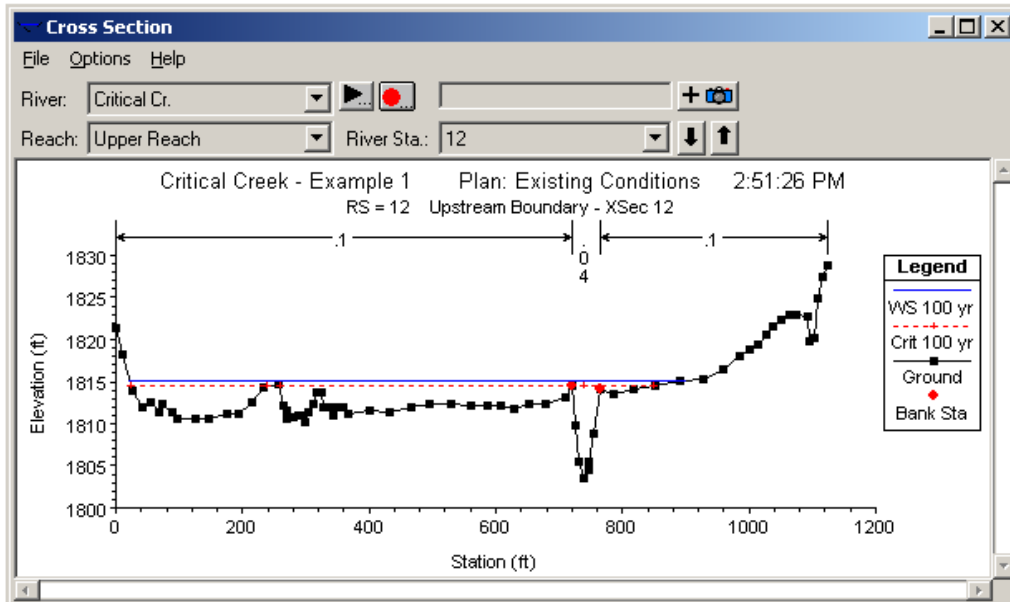 Cross Section
File Options Help
River: Critical Cr.
Reach: Upper Reach River Sta.: 12
Critical Creek - Example 1 Plan: Existing Conditions 2:51:26 PM
RS = 12 Upstream Boundary - XSec 12
.1 .04 .1
1830
1825
1820
1815
1810
1805
1800
Elevation (ft)
0 200 400 600 800 1000 1200
Station (ft)
Legend
WS 100 yr
Crit 100 yr
Ground
Bank Sta